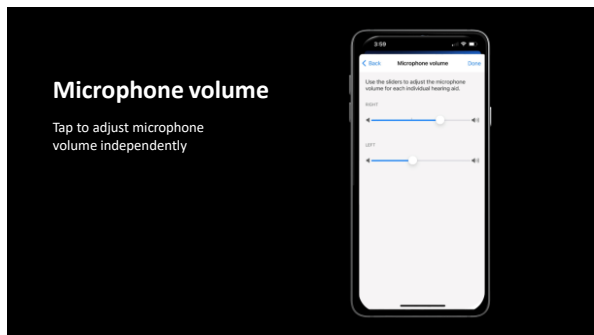 Microphone volume
Tap to adjust microphone
volume independently
3:59
Back Microphone volume Done
Use the sliders to adjust the microphone
volume for each individual hearing aid.
RIGHT
LEFT